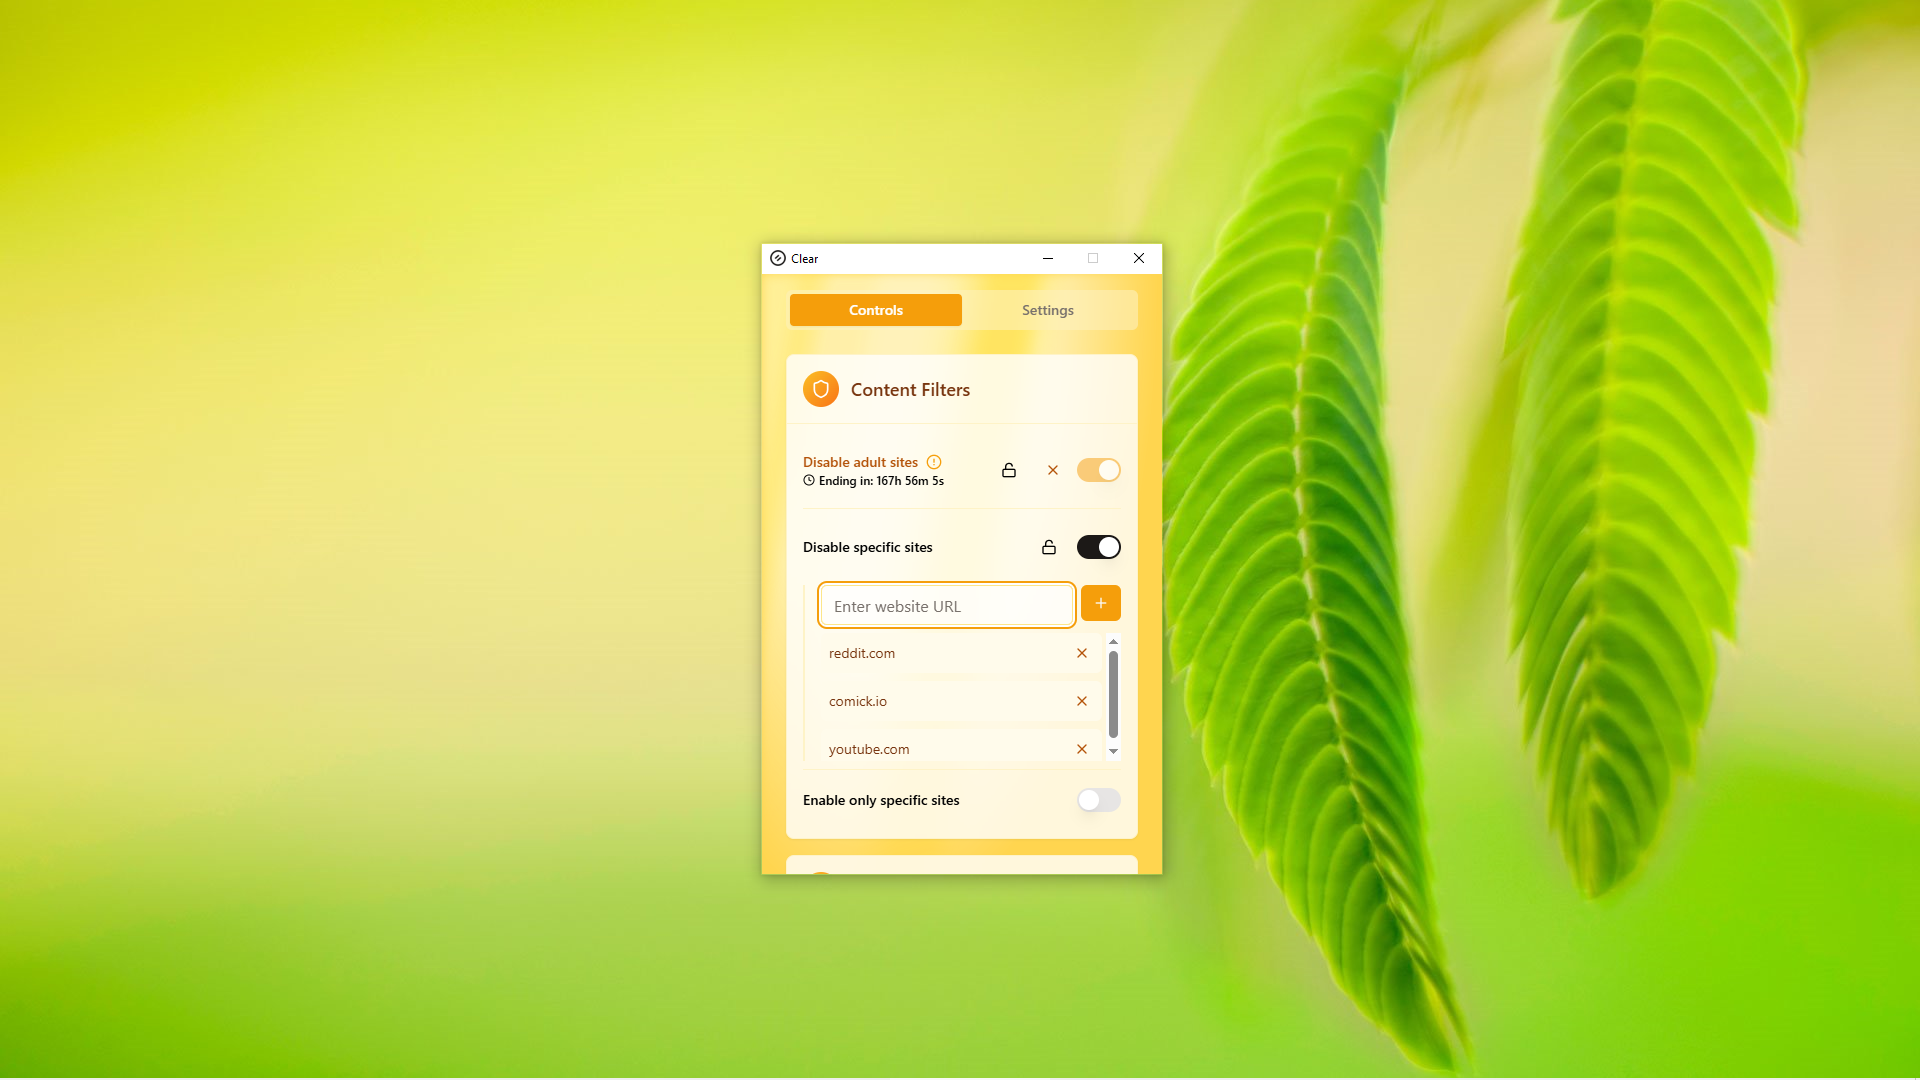 Clear
Controls
Settings
Content Filters
Disable adult sites
Ending in: 167h 56m 5s
Disable specific sites
Enter website URL
reddit.com
comick.io
youtube.com
Enable only specific sites